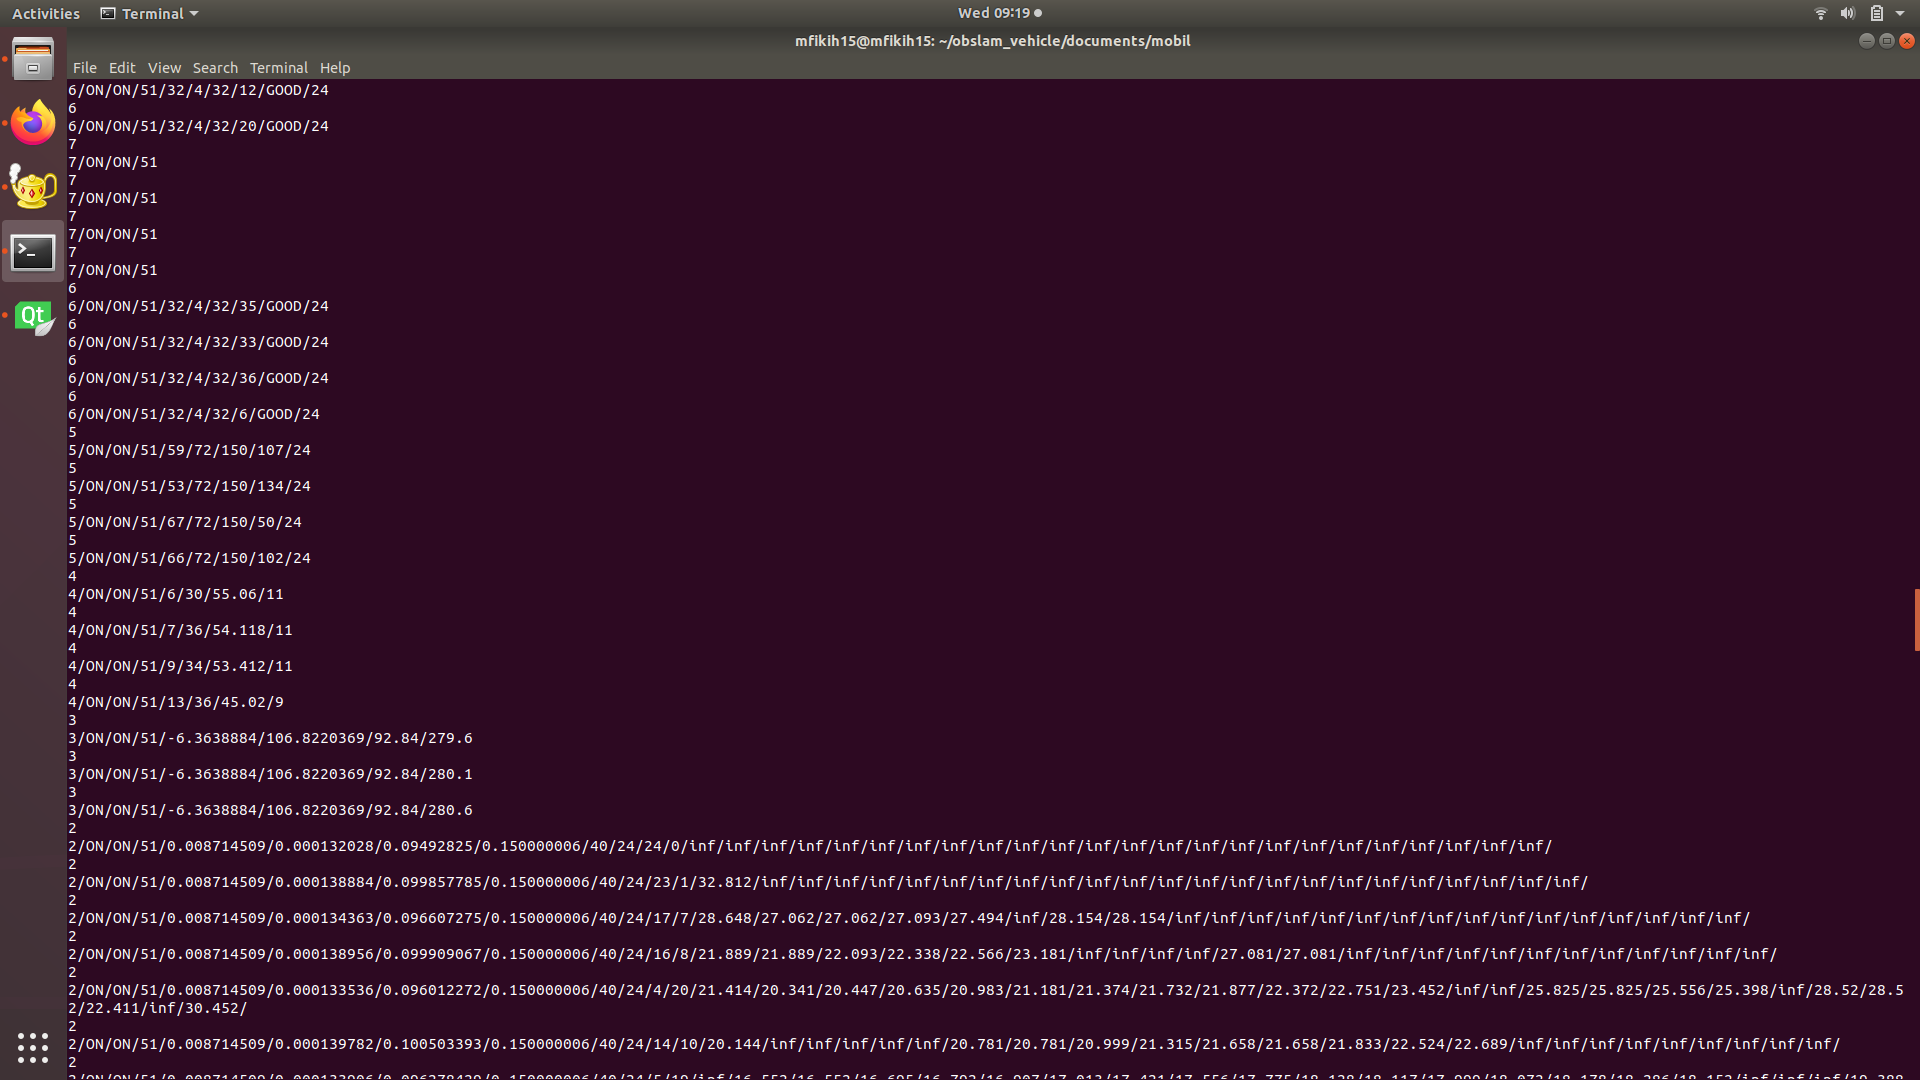 Activities
Terminal
Wed 09:19
mfikih15@mfikih15: ~/obslam_vehicle/documents/mobil
File Edit View Search Terminal Help
6/ON/ON/51/32/4/32/12/GOOD/24
6
6/ON/ON/51/32/4/32/20/GOOD/24
7
7/ON/ON/51
7
7/ON/ON/51
7
7/ON/ON/51
7
7/ON/ON/51
6
6/ON/ON/51/32/4/32/35/GOOD/24
6
6/ON/ON/51/32/4/32/33/GOOD/24
6
6/ON/ON/51/32/4/32/36/GOOD/24
6
6/ON/ON/51/32/4/32/6/GOOD/24
5
5/ON/ON/51/59/72/150/107/24
5
5/ON/ON/51/53/72/150/134/24
5
5/ON/ON/51/67/72/150/50/24
5
5/ON/ON/51/66/72/150/102/24
4
4/ON/ON/51/6/30/55.06/11
4
4/ON/ON/51/7/36/54.118/11
4
4/ON/ON/51/9/34/53.412/11
4
4/ON/ON/51/13/36/45.02/9
3
3/ON/ON/51/-6.3638884/106.8220369/92.84/279.6
3
3/ON/ON/51/-6.3638884/106.8220369/92.84/280.1
3
3/ON/ON/51/-6.3638884/106.8220369/92.84/280.6
2
2/ON/ON/51/0.008714509/0.000132028/0.09492825/0.150000006/40/24/24/0/inf/inf/inf/inf/inf/inf/inf/inf/inf/inf/inf/inf/inf/inf/inf/inf/inf/inf/inf/inf/inf/inf/inf/inf/
2
2/ON/ON/51/0.008714509/0.000138884/0.099857785/0.150000006/40/24/23/1/32.812/inf/inf/inf/inf/inf/inf/inf/inf/inf/inf/inf/inf/inf/inf/inf/inf/inf/inf/inf/inf/inf/inf/inf/
2
2/ON/ON/51/0.008714509/0.000134363/0.096607275/0.150000006/40/24/17/7/28.648/27.062/27.062/27.093/27.494/inf/28.154/28.154/inf/inf/inf/inf/inf/inf/inf/inf/inf/inf/inf/inf/inf/inf/inf/inf/
2
2/ON/ON/51/0.008714509/0.000138956/0.099909067/0.150000006/40/24/16/8/21.889/21.889/22.093/22.338/22.566/23.181/inf/inf/inf/inf/27.081/27.081/inf/inf/inf/inf/inf/inf/inf/inf/inf/inf/inf/inf/
2
2/ON/ON/51/0.008714509/0.000133536/0.096012272/0.150000006/40/24/4/20/21.414/20.341/20.447/20.635/20.983/21.181/21.374/21.732/21.877/22.372/22.751/23.452/inf/inf/25.825/25.825/25.556/25.398/inf/28.52/28.5
2/22.411/inf/30.452/
2
2/ON/ON/51/0.008714509/0.000139782/0.100503393/0.150000006/40/24/14/10/20.144/inf/inf/inf/inf/inf/20.781/20.781/20.999/21.315/21.658/21.658/21.833/22.524/22.689/inf/inf/inf/inf/inf/inf/inf/inf/inf/
2
Qt